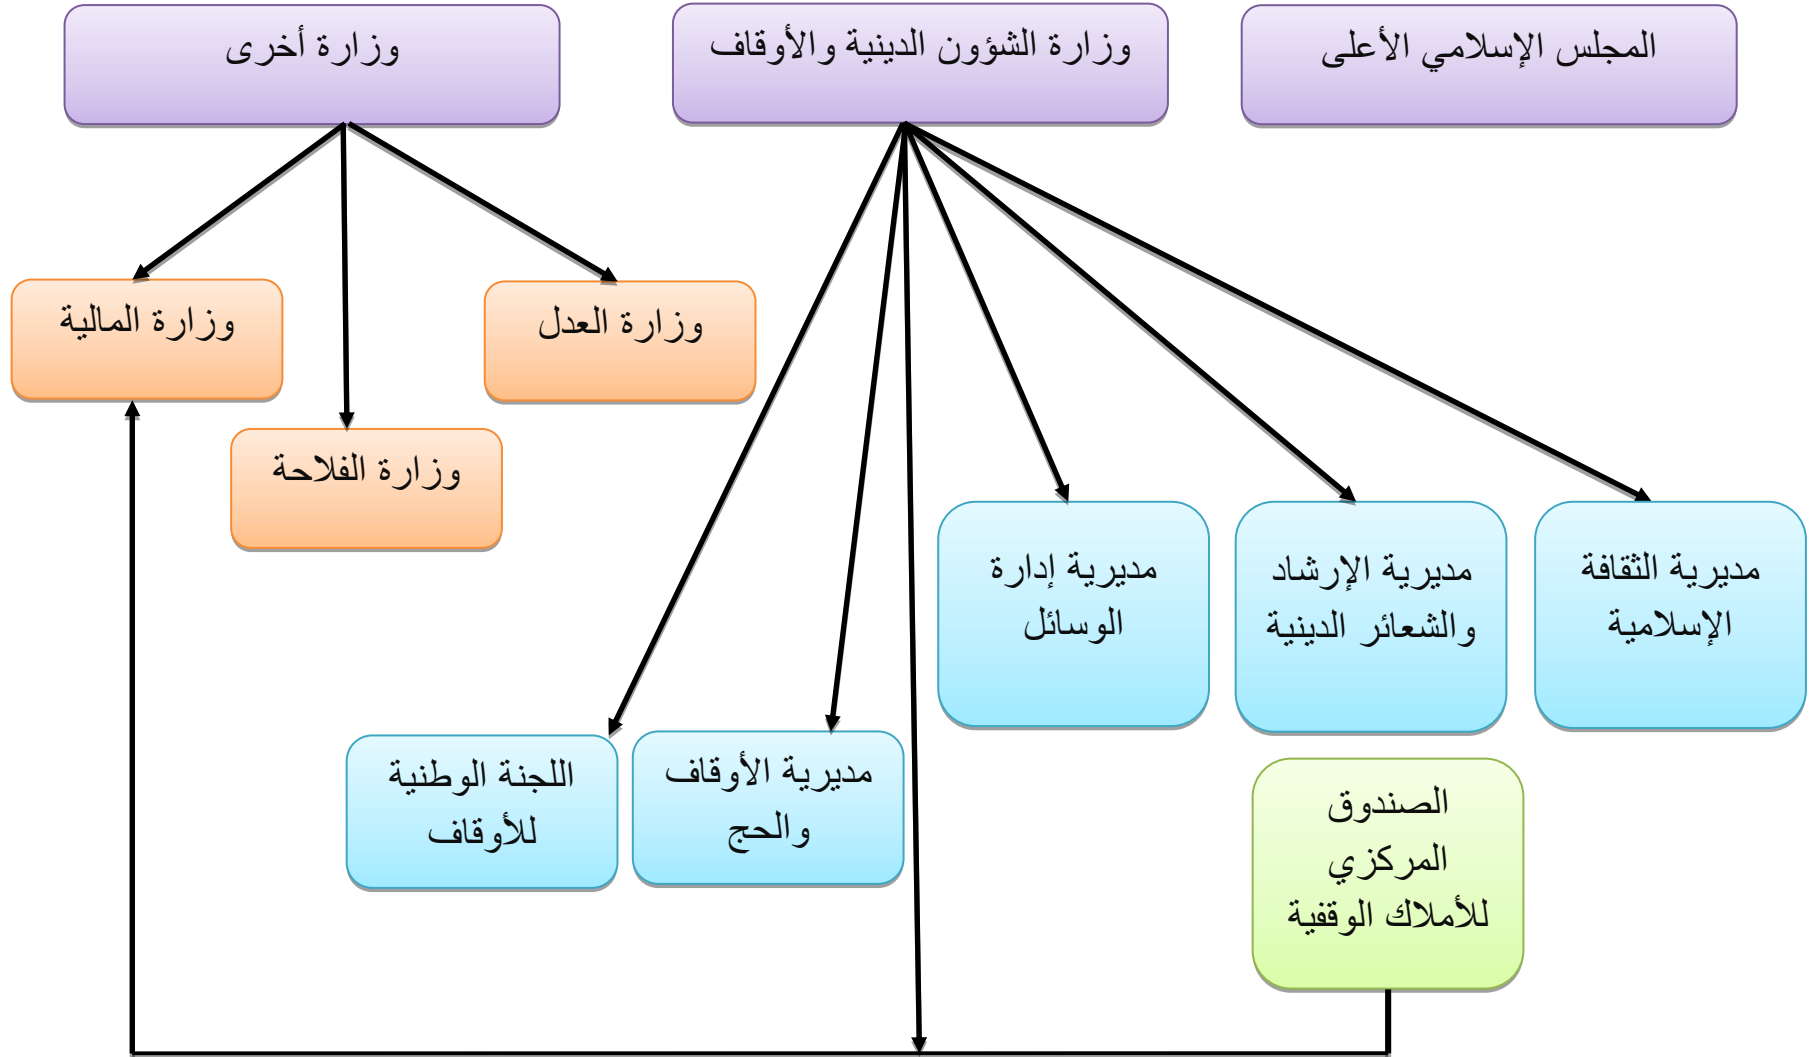 المجلس الإسلامي الأعلى
وزارة الشؤون الدينية والأوقاف
وزارة أخرى
وزارة العدل
وزارة المالية
وزارة الفلاحة
مديرية الثقافة
الإسلامية
مديرية الإرشاد
والشعائر الدينية
مديرية إدارة
الوسائل
مديرية الأوقاف
والحج
اللجنة الوطنية
للأوقاف
الصندوق
المركزي
للأملاك الوقفية